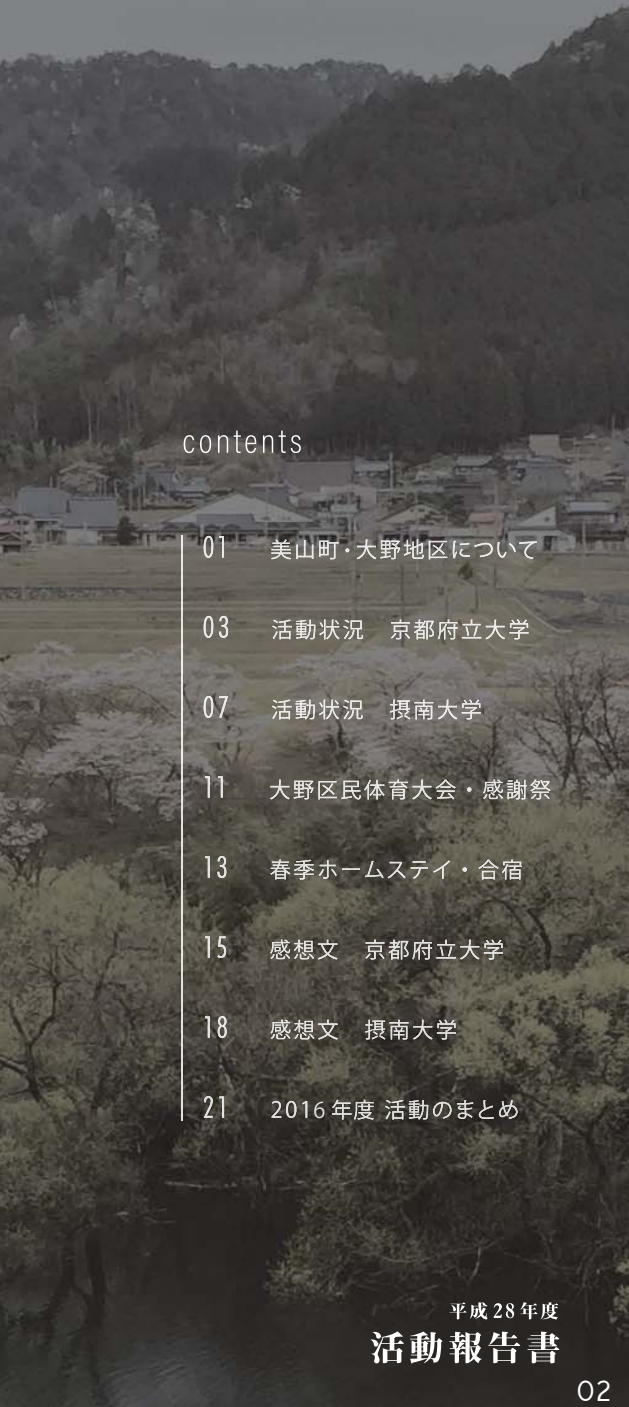 contents
01 美山町・大野地区について
03 活動状況　京都府立大学
07 活動状況　摂南大学
11 大野区民体育大会・感謝祭
13 春季ホームステイ・合宿
15 感想文　京都府立大学
18 感想文　摂南大学
21 2016年度 活動のまとめ
平成28年度
活動報告書
02